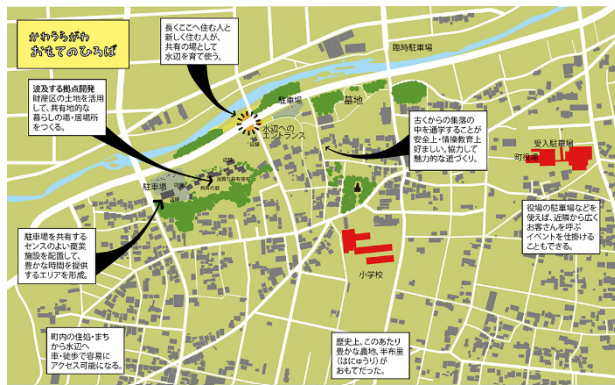 かわうらがわ
おもてのひろば
長くここへ住む人と
新しく住む人が、
共有の場として
水辺を育て使う。
臨時駐車場
波及する拠点開発
財産区の土地を活用
して、共有地的な
暮らしの場・居場所
をつくる。
駐車場
墓地
水辺への
エントランス
店舗
古くからの集落の
中を通学することが
安全上・情操教育上
好ましい。協力して
魅力的な道づくり。
受入駐車場
町役場
駐車場
店舗
駐車場を共有する
センスのよい商業
施設を配置して、
豊かな時間を提供
するエリアを形成。
役場の駐車場などを
使えば、近隣から広く
お客さんを呼ぶ
イベントを仕掛ける
こともできる。
小学校
町内の住処・まち
から水辺へ
車・徒歩で容易に
アクセス可能になる。
歴史上、このあたり
豊かな農地、半布里
(はにゅうり)が
おもてだった。